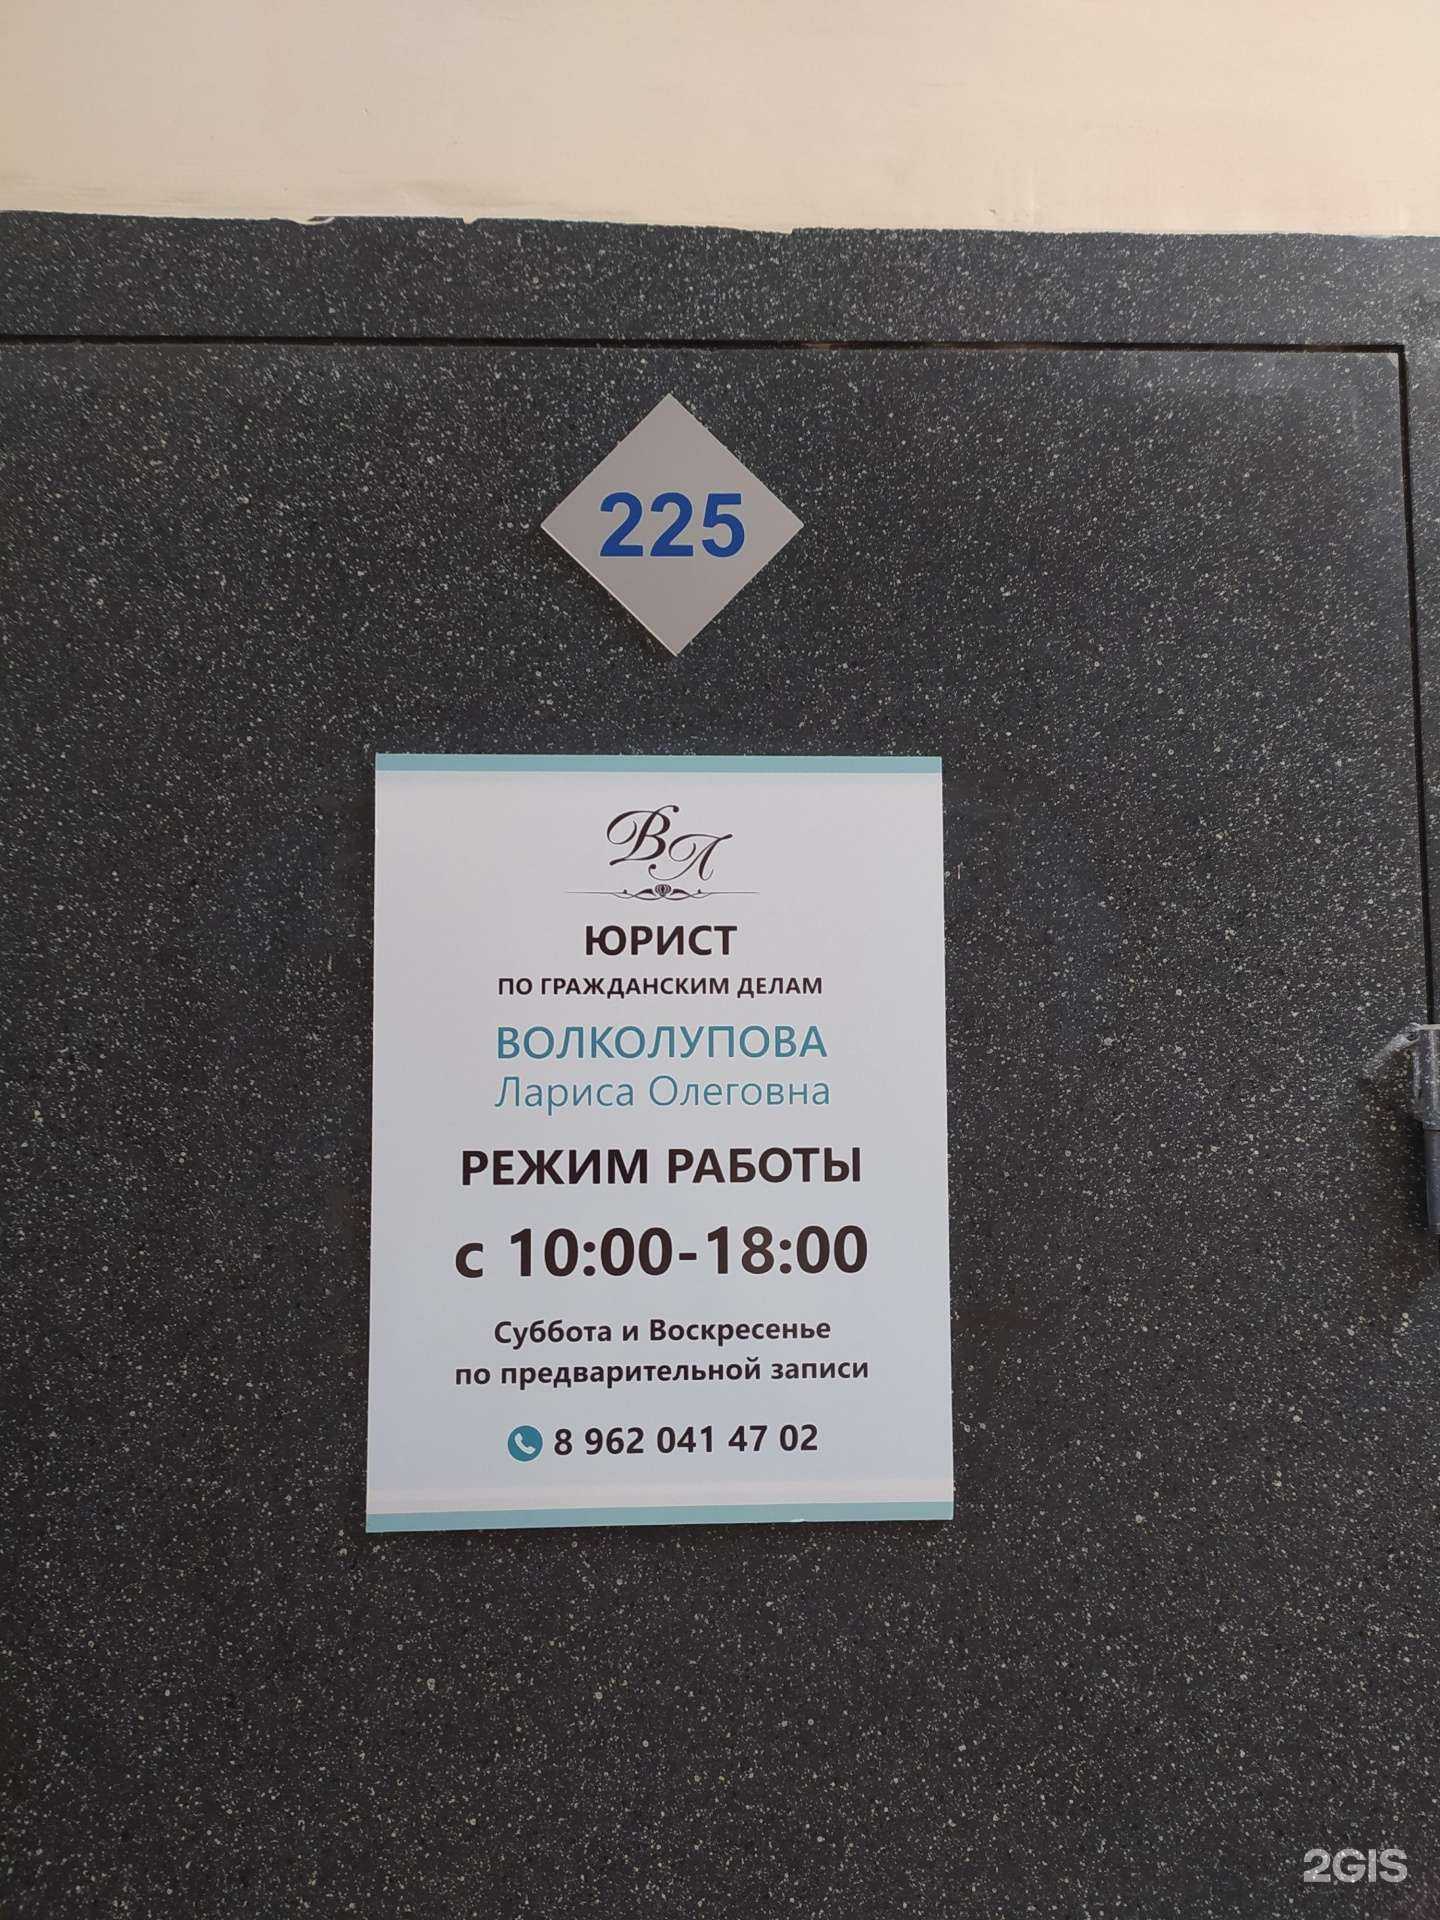 225
ВЛ
ЮРИСТ
ПО ГРАЖДАНСКИМ ДЕЛАМ
ВОЛКОЛУПОВА
Лариса Олеговна
РЕЖИМ РАБОТЫ
с 10:00-18:00
Суббота и Воскресенье
по предварительной записи
8 962 041 47 02
2GIS